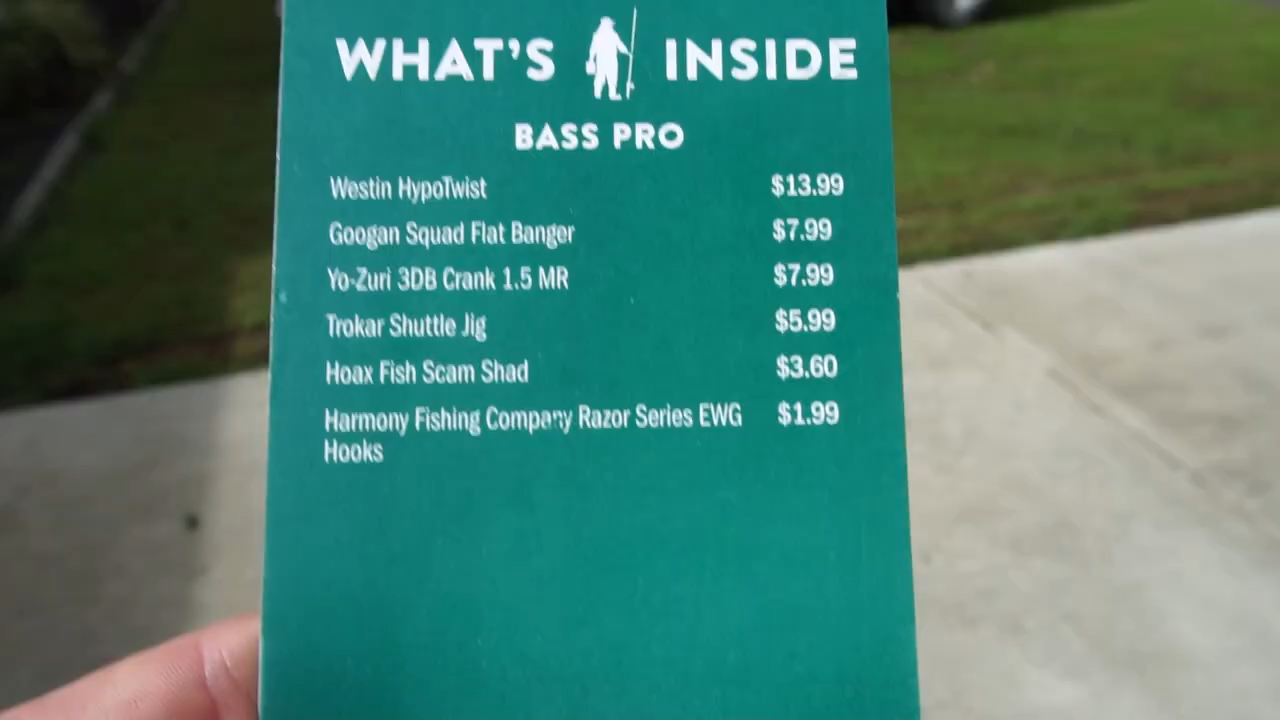 WHAT'S INSIDE
BASS PRO
Westin HypoTwist $13.99
Googan Squad Flat Banger $7.99
Yo-Zuri 3DB Crank 1.5 MR $7.99
Trokar Shuttle Jig $5.99
Hoax Fish Scam Shad $3.60
Harmony Fishing Company Razor Series EWG $1.99
Hooks